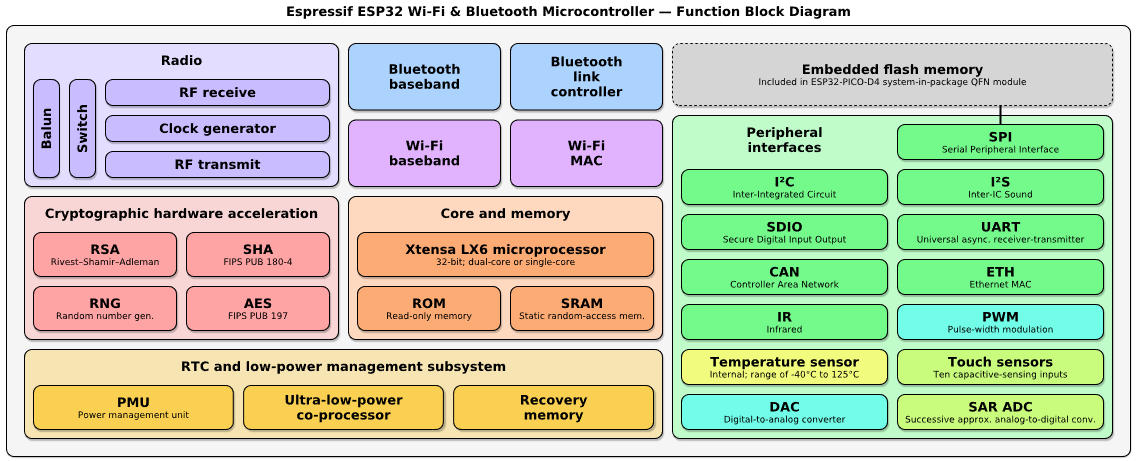 Espressif ESP32 Wi-Fi & Bluetooth Microcontroller — Function Block Diagram
Radio
Balun
Switch
RF receive
Clock generator
RF transmit
Bluetooth
baseband
Bluetooth
link
controller
Wi-Fi
baseband
Wi-Fi
MAC
Embedded flash memory
Included in ESP32-PICO-D4 system-in-package QFN module
Peripheral
interfaces
SPI
Serial Peripheral Interface
I²C
Inter-Integrated Circuit
I²S
Inter-IC Sound
SDIO
Secure Digital Input Output
UART
Universal async. receiver-transmitter
CAN
Controller Area Network
ETH
Ethernet MAC
IR
Infrared
PWM
Pulse-width modulation
Temperature sensor
Internal; range of -40°C to 125°C
Touch sensors
Ten capacitive-sensing inputs
DAC
Digital-to-analog converter
SAR ADC
Successive approx. analog-to-digital conv.
Cryptographic hardware acceleration
RSA
Rivest–Shamir–Adleman
SHA
FIPS PUB 180-4
RNG
Random number gen.
AES
FIPS PUB 197
Core and memory
Xtensa LX6 microprocessor
32-bit; dual-core or single-core
ROM
Read-only memory
SRAM
Static random-access mem.
RTC and low-power management subsystem
PMU
Power management unit
Ultra-low-power
co-processor
Recovery
memory